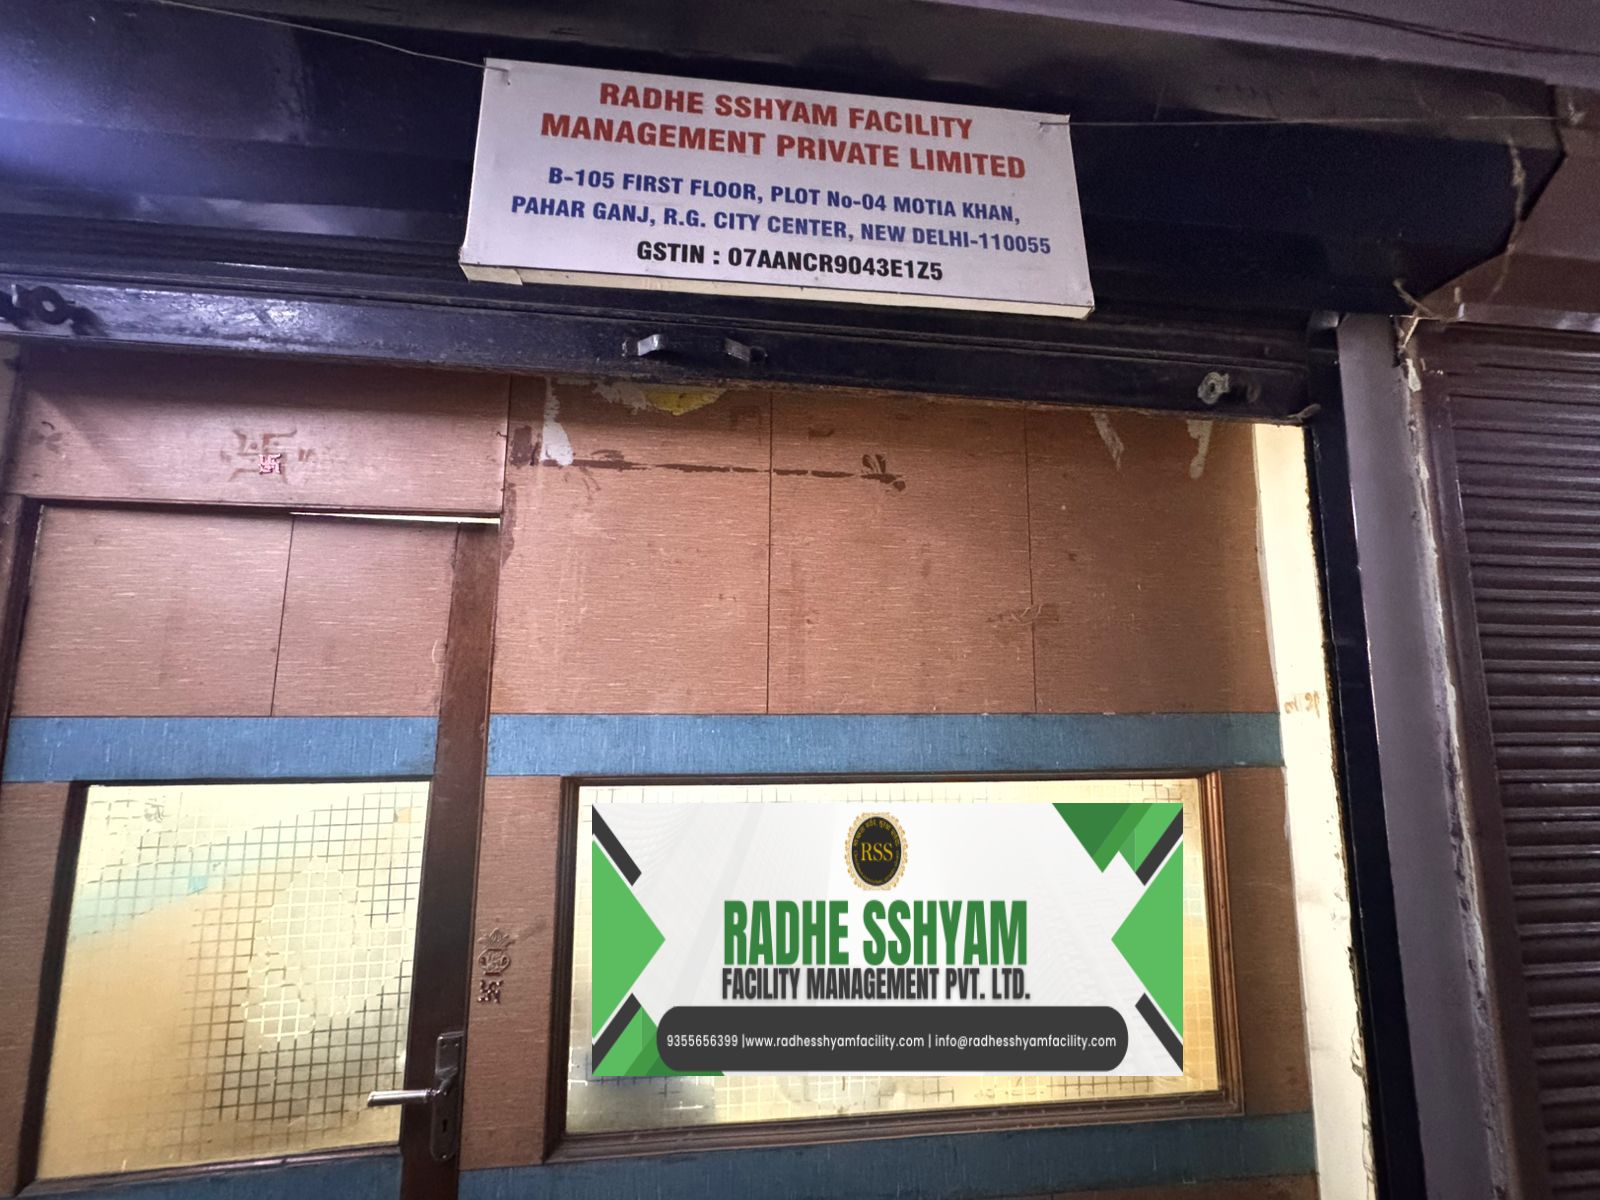 RADHE SSHYAM FACILITY
MANAGEMENT PRIVATE LIMITED
B-105 FIRST FLOOR, PLOT No-04 MOTIA KHAN,
PAHAR GANJ, R.G. CITY CENTER, NEW DELHI-110055
GSTIN : 07AANCR9043E1Z5
RSS
RADHE SSHYAM
FACILITY MANAGEMENT PVT. LTD.
9355656399 |www.radhesshyamfacility.com | info@radhesshyamfacility.com